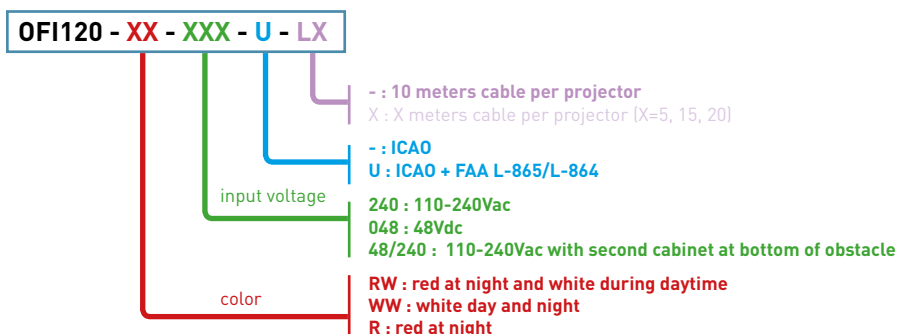 OFI120 - XX - XXX - U - LX
- : 10 meters cable per projector
X : X meters cable per projector (X=5, 15, 20)
- : ICAO
U : ICAO + FAA L-865/L-864
input voltage
240 : 110-240Vac
048 : 48Vdc
48/240 : 110-240Vac with second cabinet at bottom of obstacle
color
RW : red at night and white during daytime
WW : white day and night
R : red at night